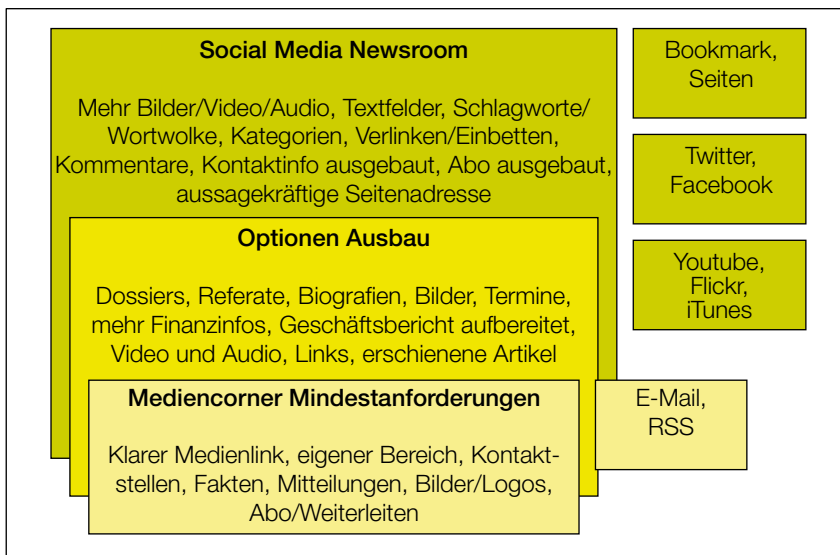 Social Media Newsroom
Mehr Bilder/Video/Audio, Textfelder, Schlagworte/
Wortwolke, Kategorien, Verlinken/Einbetten,
Kommentare, Kontaktinfo ausgebaut, Abo ausgebaut,
aussagekräftige Seitenadresse
Optionen Ausbau
Dossiers, Referate, Biografien, Bilder, Termine,
mehr Finanzinfos, Geschäftsbericht aufbereitet,
Video und Audio, Links, erschienene Artikel
Mediencorner Mindestanforderungen
Klarer Medienlink, eigener Bereich, Kontakt-
stellen, Fakten, Mitteilungen, Bilder/Logos,
Abo/Weiterleiten
Bookmark,
Seiten
Twitter,
Facebook
Youtube,
Flickr,
iTunes
E-Mail,
RSS